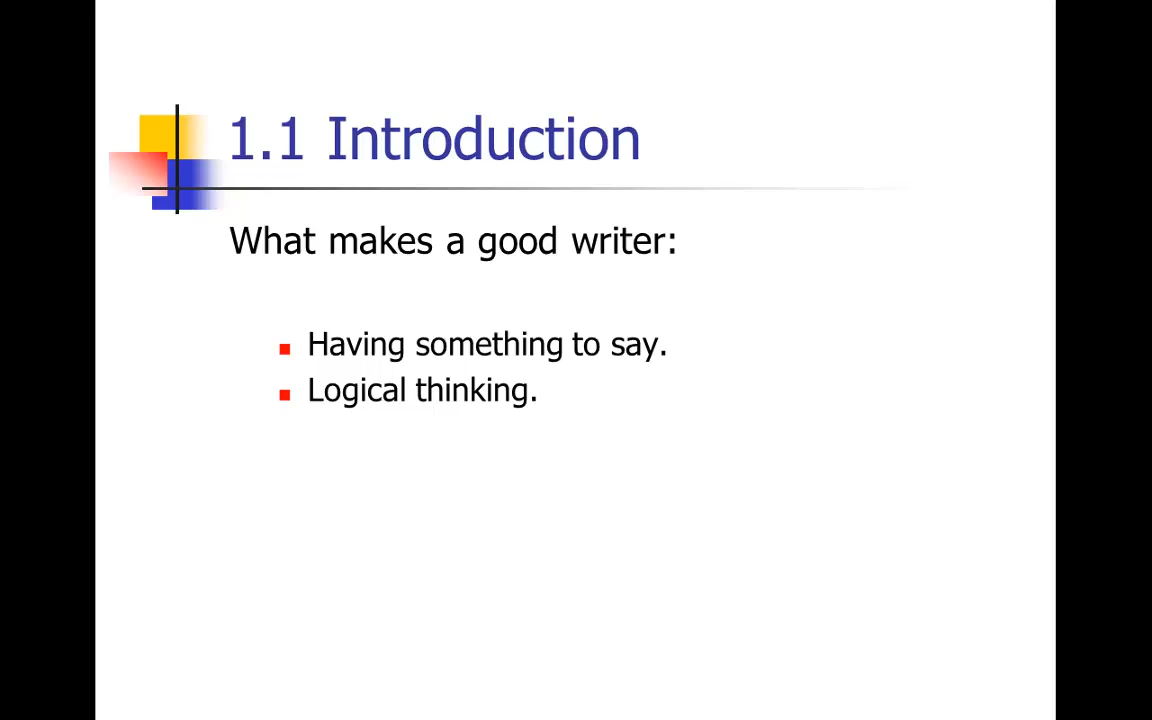 1.1 Introduction
What makes a good writer:
Having something to say.
Logical thinking.